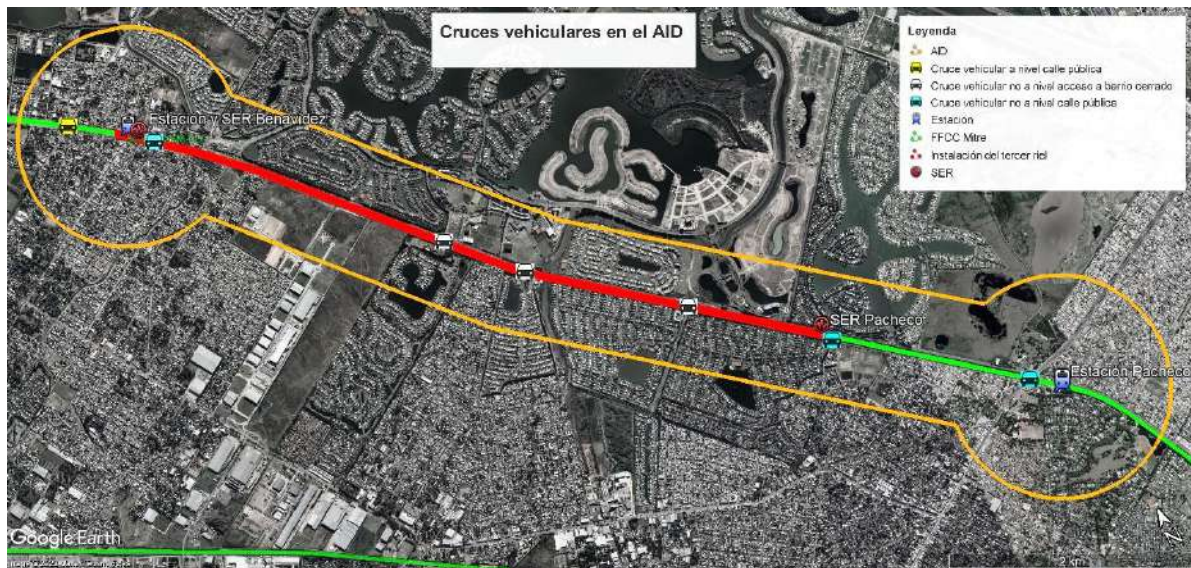 Cruces vehiculares en el AID
Leyenda
AID
Cruce vehicular a nivel calle pública
Cruce vehicular no a nivel acceso a barrio cerrado
Cruce vehicular no a nivel calle pública
Estacion
FFCC Mitre
Instalación del tercer riel
SER
Estación y SER Benavidez
SER Pacheco
Estación Pacheco
Google Earth
N
2 km